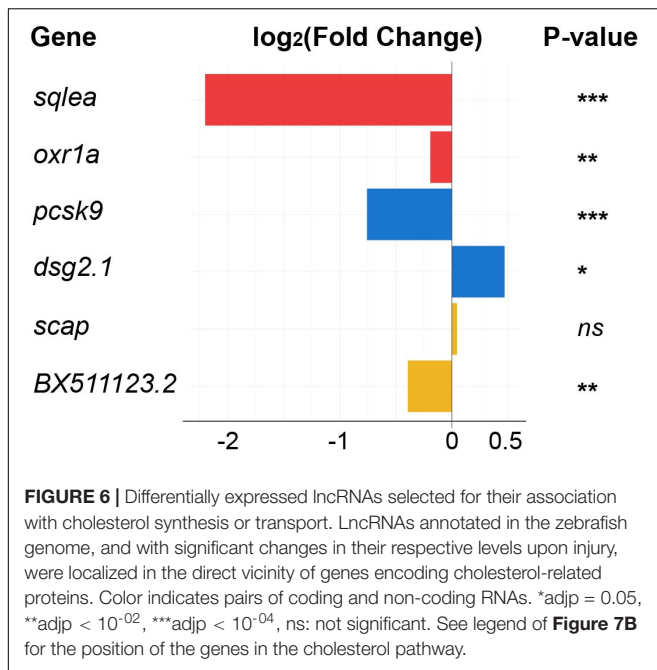 Gene log2(Fold Change) P-value
sqlea ***
oxr1a **
pcsk9 ***
dsg2.1 *
scap ns
BX511123.2 **
-2 -1 0 0.5
FIGURE 6 | Differentially expressed lncRNAs selected for their association
with cholesterol synthesis or transport. LncRNAs annotated in the zebrafish
genome, and with significant changes in their respective levels upon injury,
were localized in the direct vicinity of genes encoding cholesterol-related
proteins. Color indicates pairs of coding and non-coding RNAs. *adjp = 0.05,
**adjp < 10-02, ***adjp < 10-04, ns: not significant. See legend of Figure 7B
for the position of the genes in the cholesterol pathway.